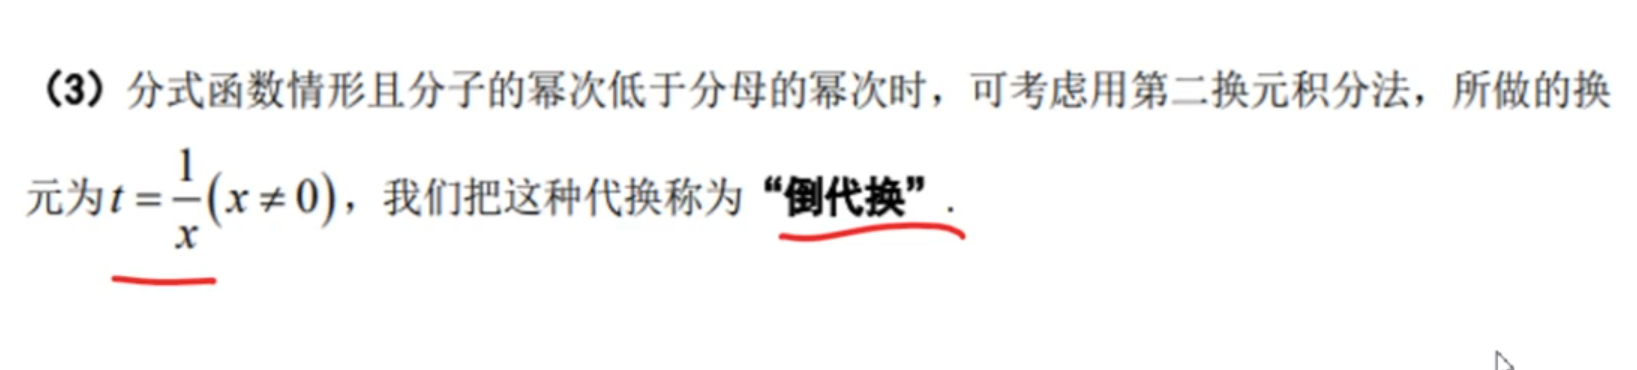 （3）分式函数情形且分子的幂次低于分母的幂次时，可考虑用第二换元积分法，所做的换
元为 t = 1/x (x ≠ 0)，我们把这种代换称为“倒代换”．